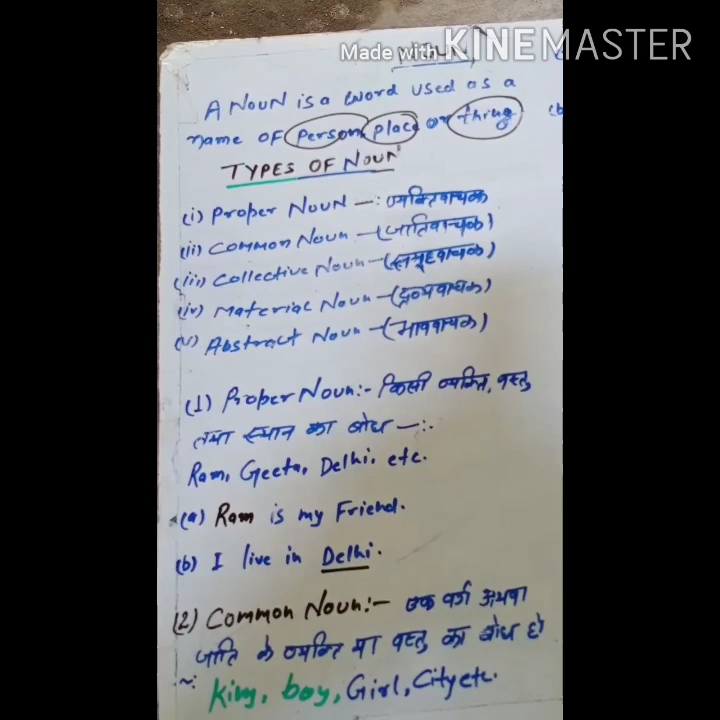 NOUN
Made with KINEMASTER
A NOUN is a word used as a
name of person, place or thing
TYPES OF NOUN
(i) Proper NOUN -: व्यक्तिवाचक
(ii) Common Noun - (जातिवाचक)
(iii) Collective Noun - (समूहवाचक)
(iv) Material Noun - (द्रव्यवाचक)
(v) Abstract Noun - (भाववाचक)
(1) Proper Noun:- किसी व्यक्ति, वस्तु
तथा स्थान का बोध -:-
Ram, Geeta, Delhi, etc.
(a) Ram is my Friend.
(b) I live in Delhi.
(2) Common Noun:- एक वर्ग अथवा
जाति के व्यक्ति या वस्तु का बोध हो
~: King, boy, Girl, City etc.